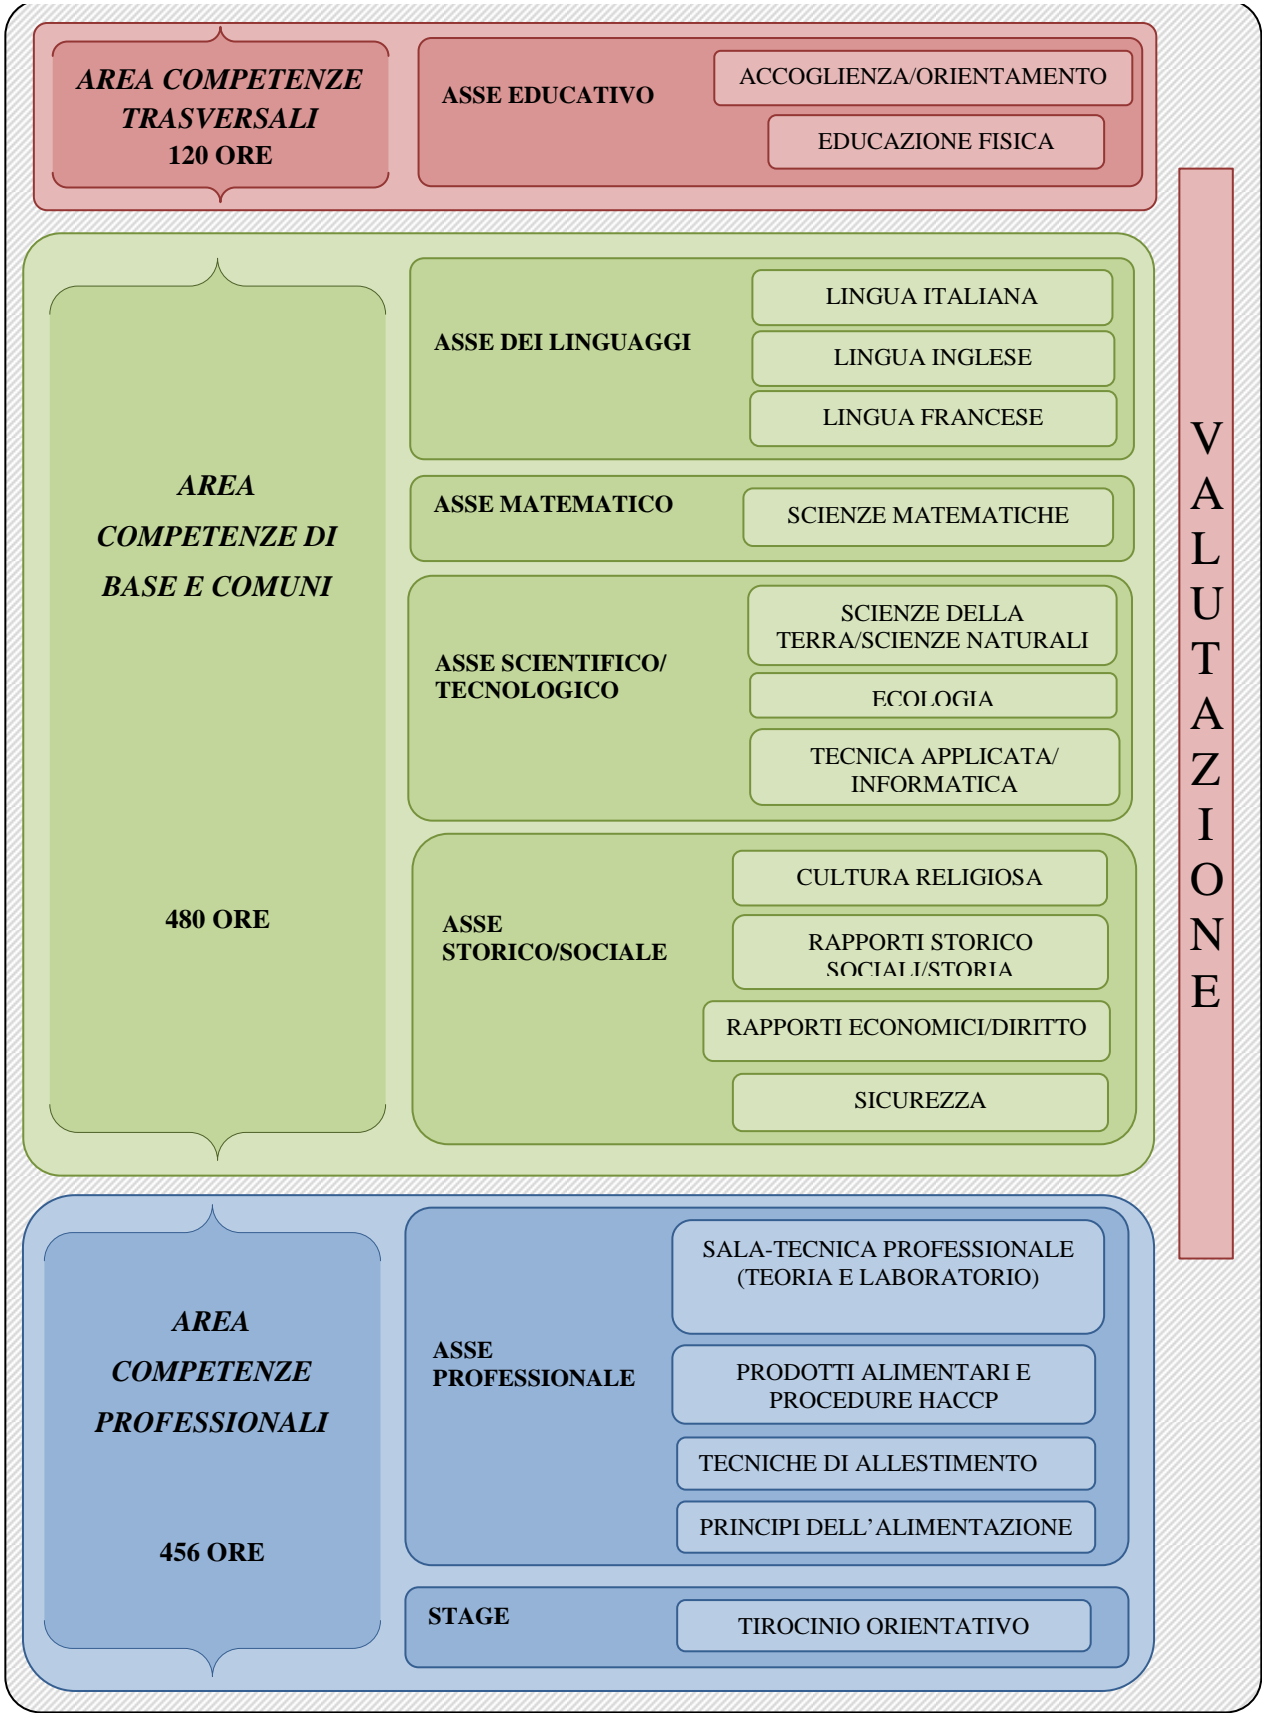 AREA COMPETENZE
TRASVERSALI
120 ORE
ASSE EDUCATIVO
ACCOGLIENZA/ORIENTAMENTO
EDUCAZIONE FISICA
AREA
COMPETENZE DI
BASE E COMUNI
480 ORE
ASSE DEI LINGUAGGI
LINGUA ITALIANA
LINGUA INGLESE
LINGUA FRANCESE
ASSE MATEMATICO
SCIENZE MATEMATICHE
ASSE SCIENTIFICO/
TECNOLOGICO
SCIENZE DELLA
TERRA/SCIENZE NATURALI
ECOLOGIA
TECNICA APPLICATA/
INFORMATICA
ASSE
STORICO/SOCIALE
CULTURA RELIGIOSA
RAPPORTI STORICO
SOCIALI/STORIA
RAPPORTI ECONOMICI/DIRITTO
SICUREZZA
AREA
COMPETENZE
PROFESSIONALI
456 ORE
ASSE
PROFESSIONALE
SALA-TECNICA PROFESSIONALE
(TEORIA E LABORATORIO)
PRODOTTI ALIMENTARI E
PROCEDURE HACCP
TECNICHE DI ALLESTIMENTO
PRINCIPI DELL’ALIMENTAZIONE
STAGE
TIROCINIO ORIENTATIVO
VALUTAZIONE